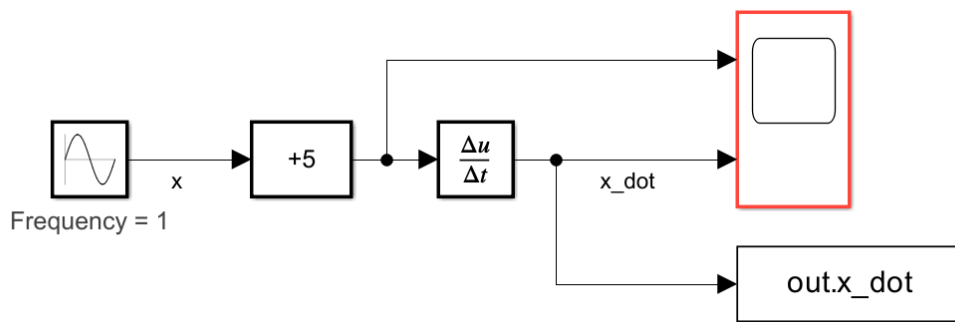 +5
Δu
Δt
x
x_dot
Frequency = 1
out.x_dot